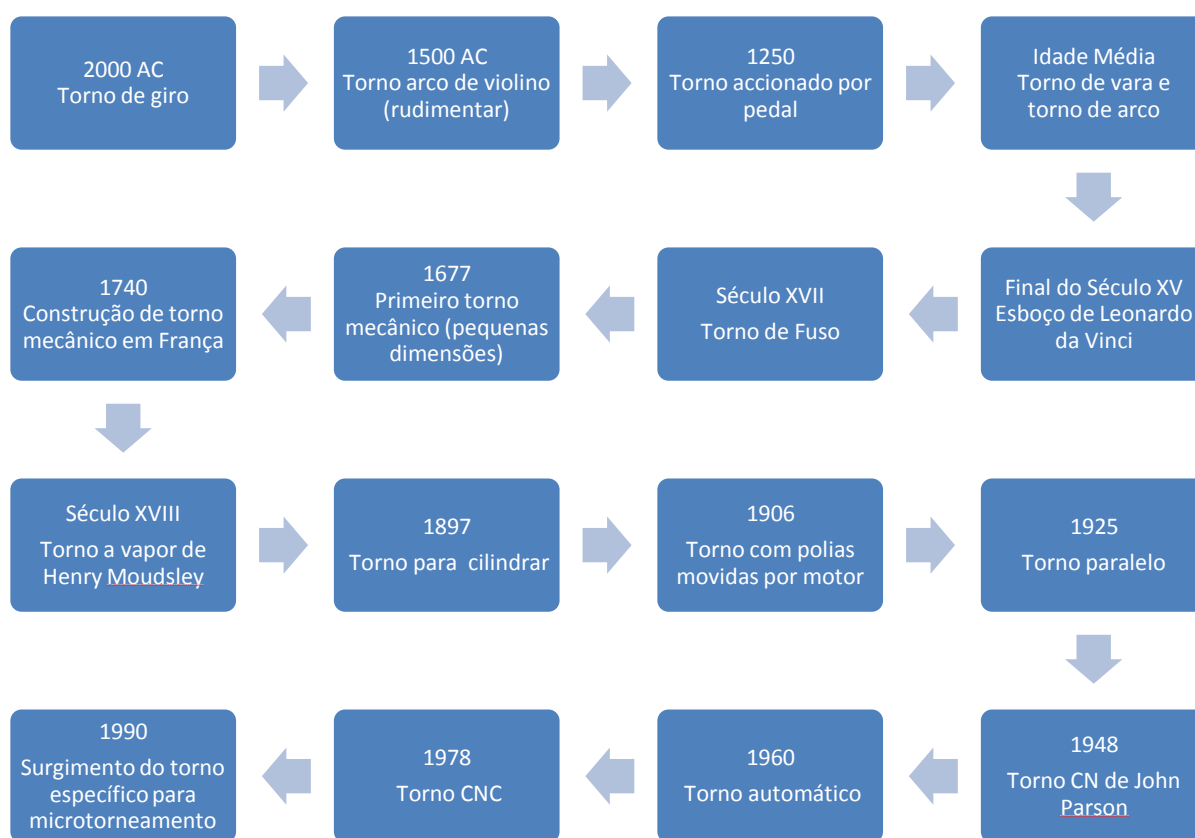 2000 AC
Torno de giro
1500 AC
Torno arco de violino
(rudimentar)
1250
Torno accionado por
pedal
Idade Média
Torno de vara e
torno de arco
Final do Século XV
Esboço de Leonardo
da Vinci
Século XVII
Torno de Fuso
1677
Primeiro torno
mecânico (pequenas
dimensões)
1740
Construção de torno
mecânico em França
Século XVIII
Torno a vapor de
Henry Moudsley
1897
Torno para cilindrar
1906
Torno com polias
movidas por motor
1925
Torno paralelo
1948
Torno CN de John
Parson
1960
Torno automático
1978
Torno CNC
1990
Surgimento do torno
específico para
microtorneamento